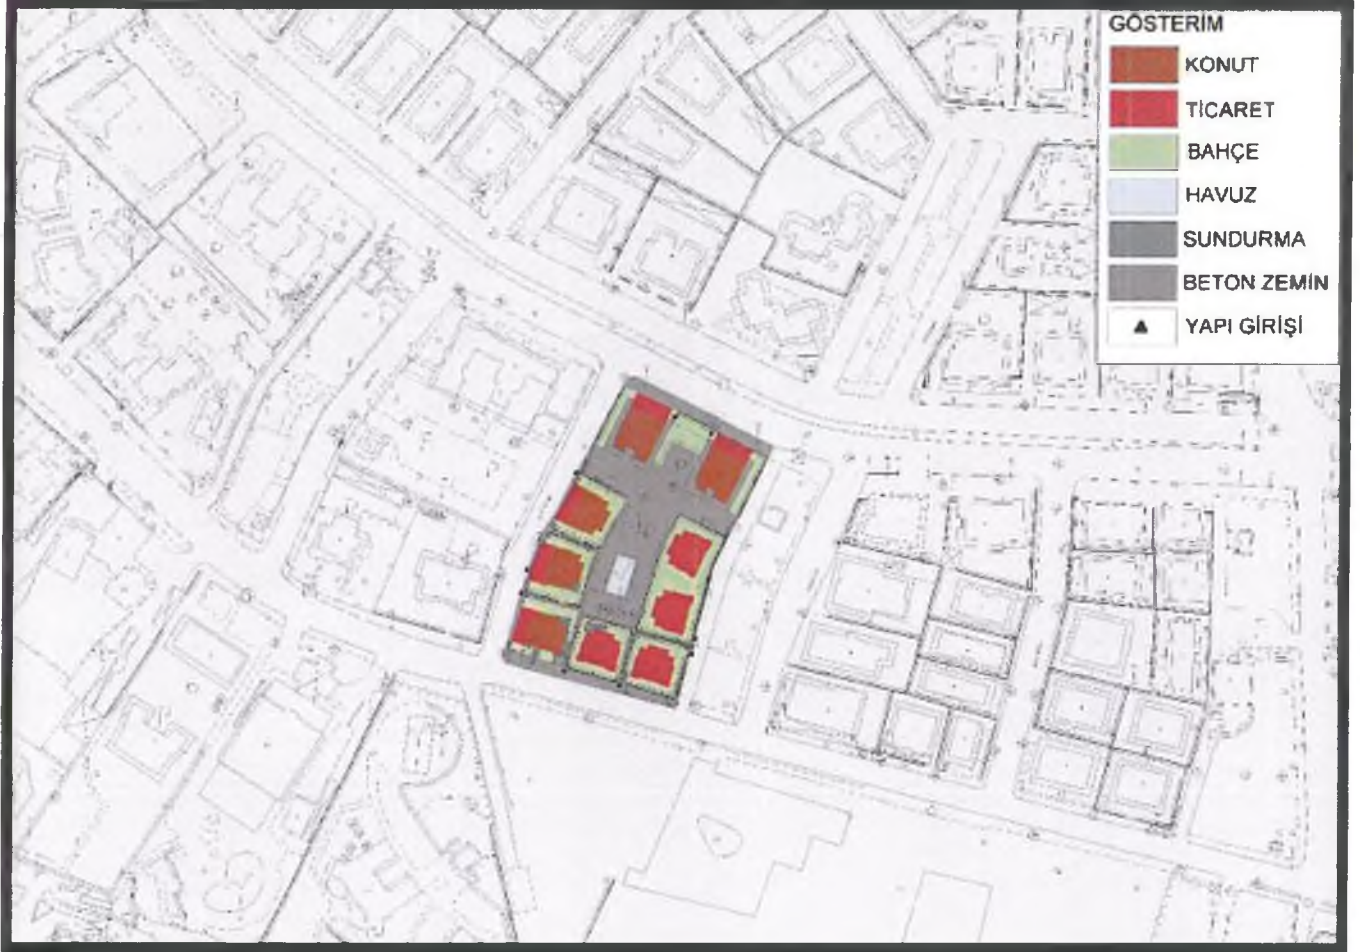 GÖSTERİM
KONUT
TİCARET
BAHÇE
HAVUZ
SUNDURMA
BETON ZEMİN
YAPI GİRİŞİ